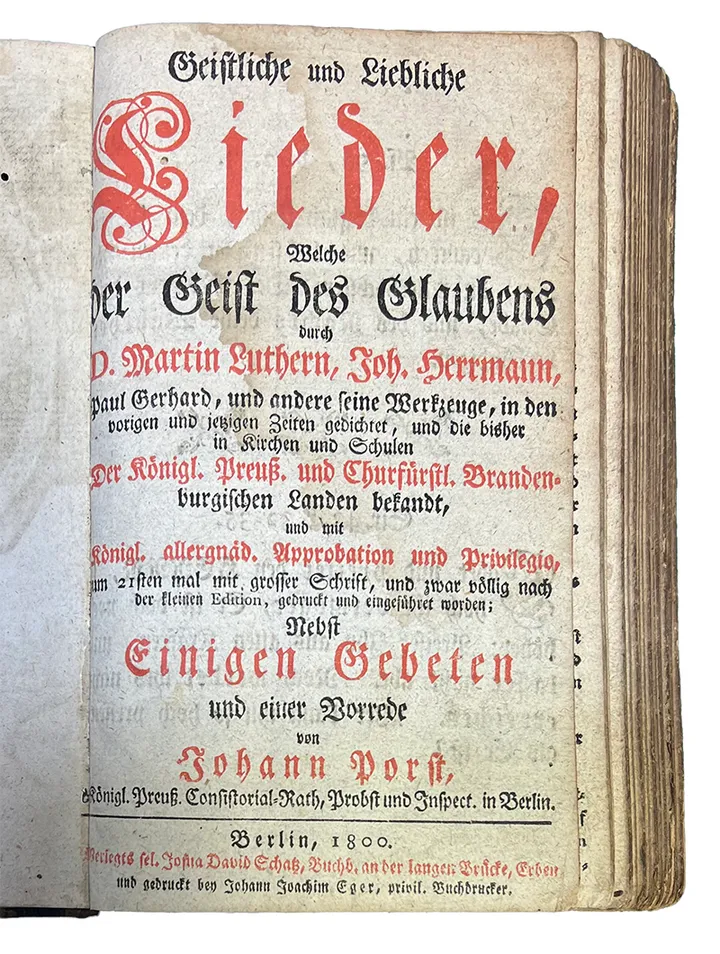 Geistliche und Liebliche
Lieder,
Welche
der Geist des Glaubens
durch
D. Martin Luthern, Joh. Herrmann,
Paul Gerhard, und andere seine Werkzeuge, in den
vorigen und jetzigen Zeiten gedichtet, und die bisher
in Kirchen und Schulen
Der Königl. Preuß. und Churfürstl. Branden-
burgischen Landen bekandt,
und mit
Königl. allergnäd. Approbation und Privilegio,
zum 21sten mal mit grosser Schrift, und zwar völlig nach
der kleinen Edition, gedruckt und eingeführet worden;
Nebst
Einigen Gebeten
und einer Vorrede
von
Johann Porst,
Königl. Preuß. Consistorial-Rath, Probst und Inspect. in Berlin.
Berlin, 1800.
Verlegts sel. Josua David Schatz, Buchb. an der langen Brücke, Erben
und gedruckt bey Johann Joachim Eger, privil. Buchdrucker.